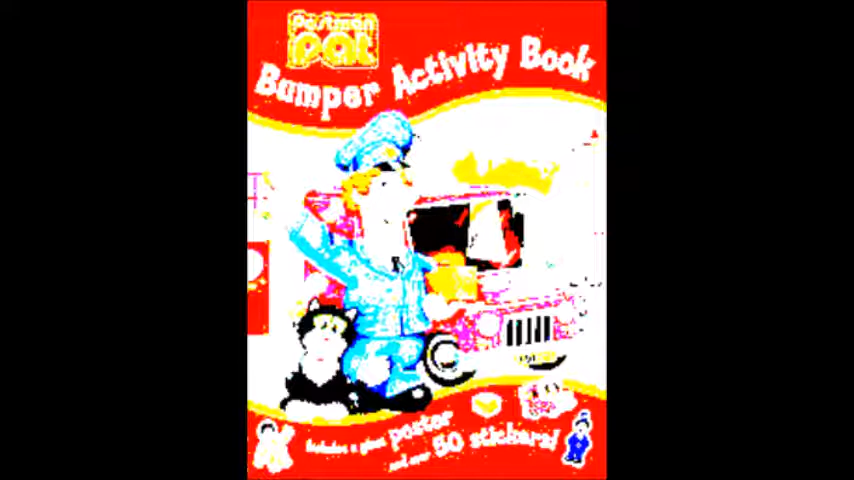 postman
pat
Bumper Activity Book
Includes a giant poster
and over 50 stickers!